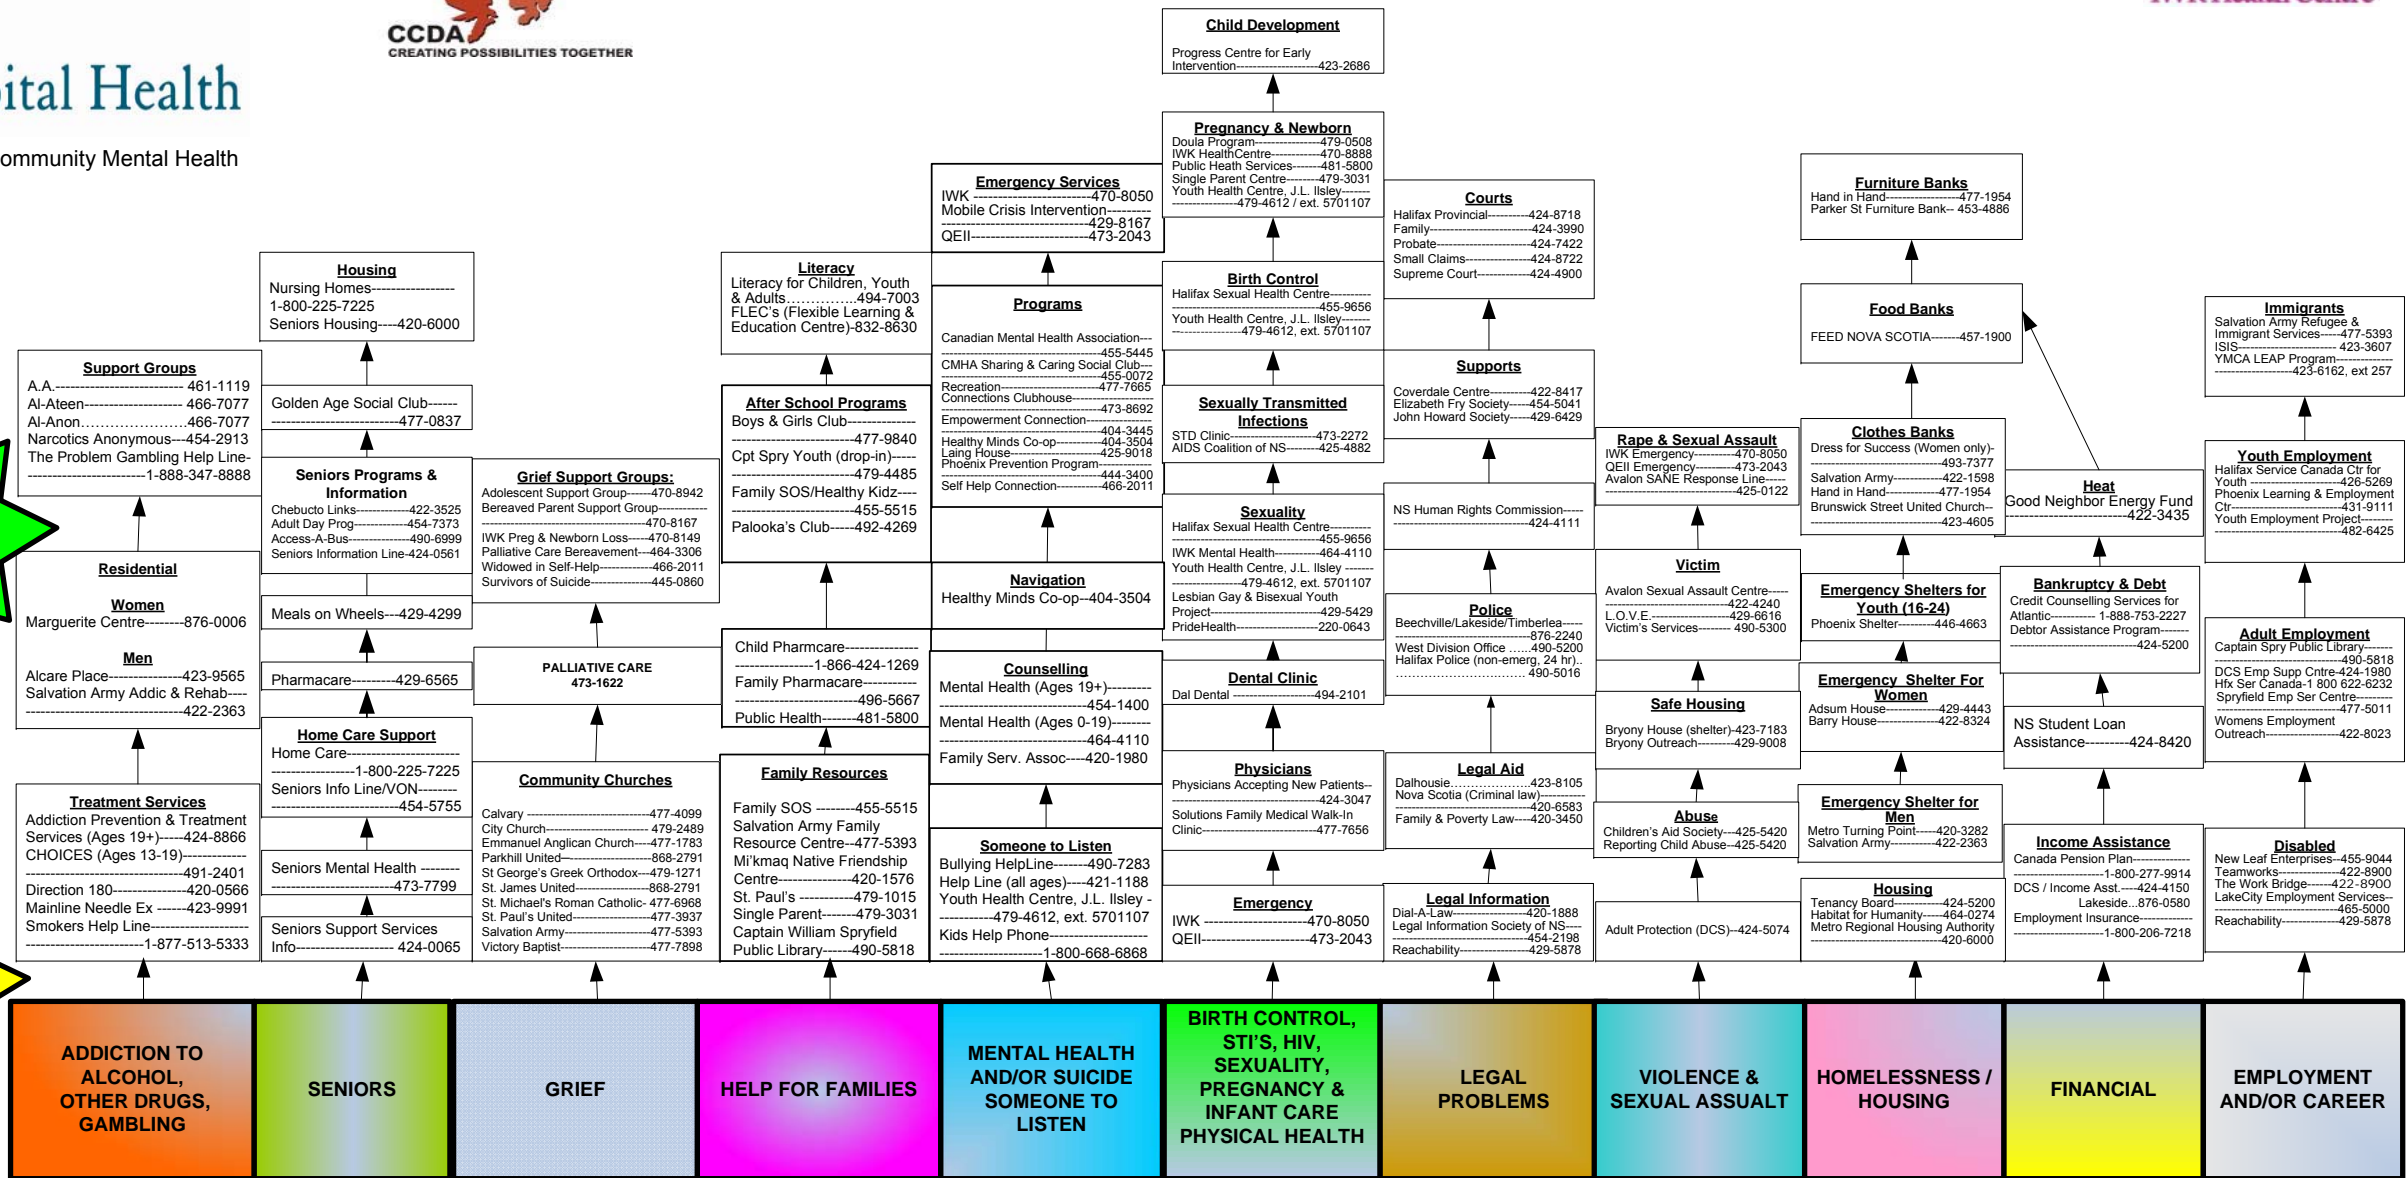 CCDA
CREATING POSSIBILITIES TOGETHER
ital Health
ommunity Mental Health
Support Groups
A.A.-------------------------- 461-1119
Al-Ateen--------------------- 466-7077
Al-Anon…………………466-7077
Narcotics Anonymous---454-2913
The Problem Gambling Help Line-
-----------------------1-888-347-8888
Residential
Women
Marguerite Centre--------876-0006
Men
Alcare Place---------------423-9565
Salvation Army Addic & Rehab----
-------------------------------422-2363
Treatment Services
Addiction Prevention & Treatment
Services (Ages 19+)-----424-8866
CHOICES (Ages 13-19)-------------
-------------------------------491-2401
Direction 180--------------420-0566
Mainline Needle Ex ------423-9991
Smokers Help Line-------------------
-----------------------1-877-513-5333
ADDICTION TO
ALCOHOL,
OTHER DRUGS,
GAMBLING
Housing
Nursing Homes-----------------
1-800-225-7225
Seniors Housing----420-6000
Golden Age Social Club------
-------------------------477-0837
Seniors Programs &
Information
Chebucto Links-----------422-3525
Adult Day Prog-----------454-7373
Access-A-Bus------------490-6999
Seniors Information Line-424-0561
Meals on Wheels---429-4299
Pharmacare--------429-6565
Home Care Support
Home Care----------------------
----------------1-800-225-7225
Seniors Info Line/VON--------
-------------------------454-5755
Seniors Mental Health --------
------------------------473-7799
Seniors Support Services
Info------------------- 424-0065
SENIORS
Grief Support Groups:
Adolescent Support Group------470-8942
Bereaved Parent Support Group------------
----------------------------------------470-8167
IWK Preg & Newborn Loss-----470-8149
Palliative Care Bereavement---464-3306
Widowed in Self-Help-------------466-2011
Survivors of Suicide---------------445-0860
PALLIATIVE CARE
473-1622
Community Churches
Calvary ------------------------------477-4099
City Church-------------------------- 479-2489
Emmanuel Anglican Church----477-1783
Parkhill United----------------------868-2791
St George's Greek Orthodox---479-1271
St. James United-------------------868-2791
St. Michael's Roman Catholic- 477-6968
St. Paul's United--------------------477-3937
Salvation Army----------------------477-5393
Victory Baptist-----------------------477-7898
GRIEF
Literacy
Literacy for Children, Youth
& Adults…………..494-7003
FLEC's (Flexible Learning &
Education Centre)-832-8630
After School Programs
Boys & Girls Club--------------
------------------------477-9840
Cpt Spry Youth (drop-in)-----
------------------------479-4485
Family SOS/Healthy Kidz----
------------------------455-5515
Palooka's Club-----492-4269
Child Pharmcare---------------
----------------1-866-424-1269
Family Pharmacare-----------
------------------------496-5667
Public Health-------481-5800
Family Resources
Family SOS --------455-5515
Salvation Army Family
Resource Centre--477-5393
Mi'kmaq Native Friendship
Centre---------------420-1576
St. Paul's -----------479-1015
Single Parent-------479-3031
Captain William Spryfield
Public Library------490-5818
HELP FOR FAMILIES
Emergency Services
IWK ------------------------470-8050
Mobile Crisis Intervention---------
------------------------------429-8167
QEII------------------------473-2043
Programs
Canadian Mental Health Association---
---------------------------------------455-5445
CMHA Sharing & Caring Social Club---
---------------------------------------455-0072
Recreation------------------------477-7665
Connections Clubhouse--------------------
---------------------------------------473-8692
Empowerment Connection----------------
---------------------------------------404-3445
Healthy Minds Co-op-----------404-3504
Laing House----------------------425-9018
Phoenix Prevention Program-------------
---------------------------------------444-3400
Self Help Connection-----------466-2011
Navigation
Healthy Minds Co-op--404-3504
Counselling
Mental Health (Ages 19+)---------
------------------------------454-1400
Mental Health (Ages 0-19)--------
------------------------------464-4110
Family Serv. Assoc----420-1980
Someone to Listen
Bullying HelpLine-------490-7283
Help Line (all ages)----421-1188
Youth Health Centre, J.L. Ilsley -
-----------479-4612, ext. 5701107
Kids Help Phone--------------------
---------------------1-800-668-6868
MENTAL HEALTH
AND/OR SUICIDE
SOMEONE TO
LISTEN
Child Development
Progress Centre for Early
Intervention--------------------423-2686
Pregnancy & Newborn
Doula Program----------------479-0508
IWK HealthCentre------------470-8888
Public Heath Services-------481-5800
Single Parent Centre--------479-3031
Youth Health Centre, J.L. Ilsley-------
----------------479-4612 / ext. 5701107
Birth Control
Halifax Sexual Health Centre----------
------------------------------------455-9656
Youth Health Centre, J.L. Ilsley-------
-----------------479-4612, ext. 5701107
Sexually Transmitted
Infections
STD Clinic---------------------473-2272
AIDS Coalition of NS--------425-4882
Sexuality
Halifax Sexual Health Centre----------
------------------------------------455-9656
IWK Mental Health-----------464-4110
Youth Health Centre, J.L. Ilsley -------
-----------------479-4612, ext. 5701107
Lesbian Gay & Bisexual Youth
Project---------------------------429-5429
PrideHealth--------------------220-0643
Dental Clinic
Dal Dental --------------------494-2101
Physicians
Physicians Accepting New Patients--
------------------------------------424-3047
Solutions Family Medical Walk-In
Clinic----------------------------477-7656
Emergency
IWK ----------------------470-8050
QEII-----------------------473-2043
BIRTH CONTROL,
STI'S, HIV,
SEXUALITY,
PREGNANCY &
INFANT CARE
PHYSICAL HEALTH
Courts
Halifax Provincial----------424-8718
Family-------------------------424-3990
Probate-----------------------424-7422
Small Claims----------------424-8722
Supreme Court-------------424-4900
Supports
Coverdale Centre---------422-8417
Elizabeth Fry Society-----454-5041
John Howard Society-----429-6429
NS Human Rights Commission-----
---------------------------------424-4111
Police
Beechville/Lakeside/Timberlea-----
---------------------------------876-2240
West Division Office …...490-5200
Halifax Police (non-emerg, 24 hr)..
…………………………. 490-5016
Legal Aid
Dalhousie………………..423-8105
Nova Scotia (Criminal law)-----------
---------------------------------420-6583
Family & Poverty Law----420-3450
Legal Information
Dial-A-Law------------------420-1888
Legal Information Society of NS----
---------------------------------454-2198
Reachability-----------------429-5878
LEGAL
PROBLEMS
Rape & Sexual Assault
IWK Emergency----------470-8050
QEII Emergency----------473-2043
Avalon SANE Response Line-----
--------------------------------425-0122
Victim
Avalon Sexual Assault Centre-----
------------------------------422-4240
L.O.V.E.--------------------429-6616
Victim's Services-------- 490-5300
Safe Housing
Bryony House (shelter)-423-7183
Bryony Outreach---------429-9008
Abuse
Children's Aid Society---425-5420
Reporting Child Abuse--425-5420
Adult Protection (DCS)--424-5074
VIOLENCE &
SEXUAL ASSUALT
Furniture Banks
Hand in Hand-----------477-1954
Parker St Furniture Bank-- 453-4886
Food Banks
FEED NOVA SCOTIA-------457-1900
Clothes Banks
Dress for Success (Women only)-
--------------------------------493-7377
Salvation Army-----------422-1598
Hand in Hand-------------477-1954
Brunswick Street United Church--
--------------------------------423-4605
Emergency Shelters for
Youth (16-24)
Phoenix Shelter---------446-4663
Emergency Shelter For
Women
Adsum House-----------429-4443
Barry House--------------422-8324
Emergency Shelter for
Men
Metro Turning Point-----420-3282
Salvation Army-----------422-2363
Housing
Tenancy Board-----------424-5200
Habitat for Humanity----464-0274
Metro Regional Housing Authority
--------------------------------420-6000
HOMELESSNESS /
HOUSING
Heat
Good Neighbor Energy Fund
-----------------------422-3435
Bankruptcy & Debt
Credit Counselling Services for
Atlantic----------- 1-888-753-2227
Debtor Assistance Program-------
-------------------------------424-5200
NS Student Loan
Assistance---------424-8420
Income Assistance
Canada Pension Plan--------------
-----------------------1-800-277-9914
DCS / Income Asst.----424-4150
Lakeside...876-0580
Employment Insurance-------------
-----------------------1-800-206-7218
FINANCIAL
Immigrants
Salvation Army Refugee &
Immigrant Services-----477-5393
ISIS------------------------- 423-3607
YMCA LEAP Program--------------
-------------------423-6162, ext 257
Youth Employment
Halifax Service Canada Ctr for
Youth ----------------------426-5269
Phoenix Learning & Employment
Ctr---------------------------431-9111
Youth Employment Project--------
-------------------------------482-6425
Adult Employment
Captain Spry Public Library-------
-------------------------------490-5818
DCS Emp Supp Cntre-424-1980
Hfx Ser Canada-1 800 622-6232
Spryfield Emp Ser Centre---------
-------------------------------477-5011
Womens Employment
Outreach------------------422-8023
Disabled
New Leaf Enterprises--455-9044
Teamworks---------------422-8900
The Work Bridge------422-8900
LakeCity Employment Services--
-------------------------------465-5000
Reachability---------------429-5878
EMPLOYMENT
AND/OR CAREER